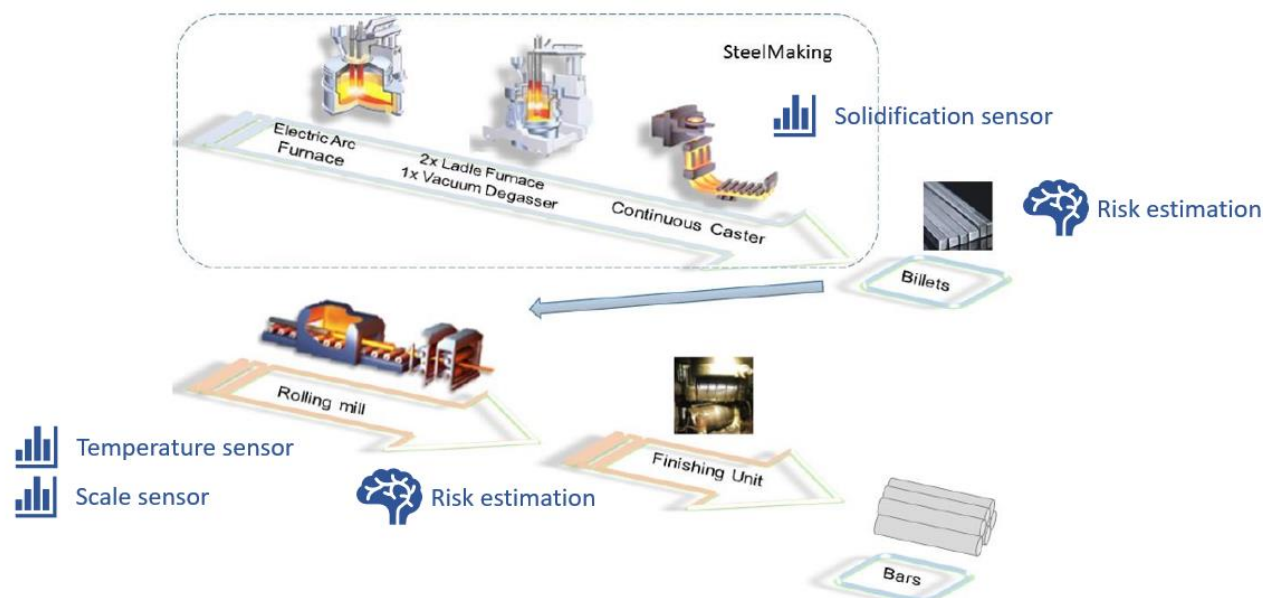 SteelMaking
Electric Arc
Furnace
2x Ladle Furnace
1x Vacuum Degasser
Continuous Caster
Solidification sensor
Risk estimation
Billets
Rolling mill
Temperature sensor
Scale sensor
Risk estimation
Finishing Unit
Bars